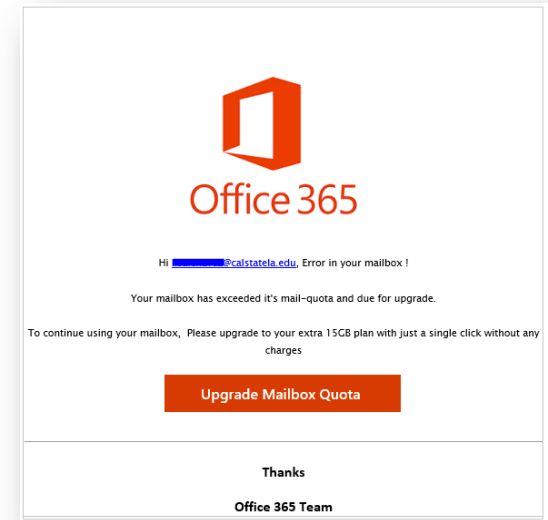 Office 365
Hi @calstatela.edu, Error in your mailbox !
Your mailbox has exceeded it's mail-quota and due for upgrade.
To continue using your mailbox, Please upgrade to your extra 15GB plan with just a single click without any
charges
Upgrade Mailbox Quota
Thanks
Office 365 Team